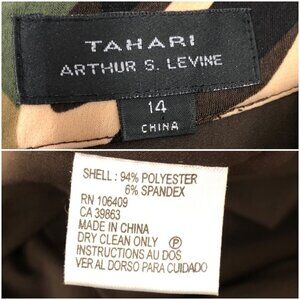 TAHARI
ARTHUR S. LEVINE
14
CHINA
SHELL: 94% POLYESTER
6% SPANDEX
RN 106409
CA 39863
MADE IN CHINA
DRY CLEAN ONLY Ⓟ
INSTRUCTIONS AU DOS
VER AL DORSO PARA CUIDADO